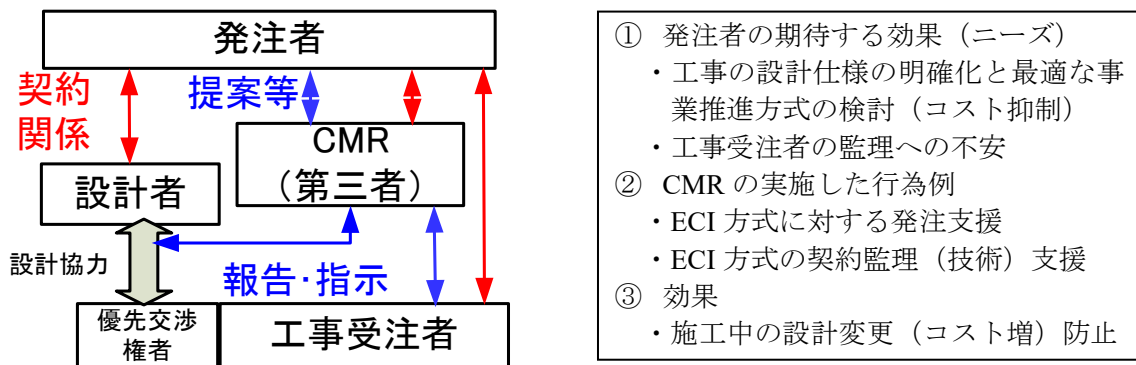 発注者
契約
関係
提案等
CMR
（第三者）
設計者
設計協力
報告・指示
優先交渉
権者
工事受注者
① 発注者の期待する効果（ニーズ）
・工事の設計仕様の明確化と最適な事
業推進方式の検討（コスト抑制）
・工事受注者の監理への不安
② CMR の実施した行為例
・ECI 方式に対する発注支援
・ECI 方式の契約監理（技術）支援
③ 効果
・施工中の設計変更（コスト増）防止